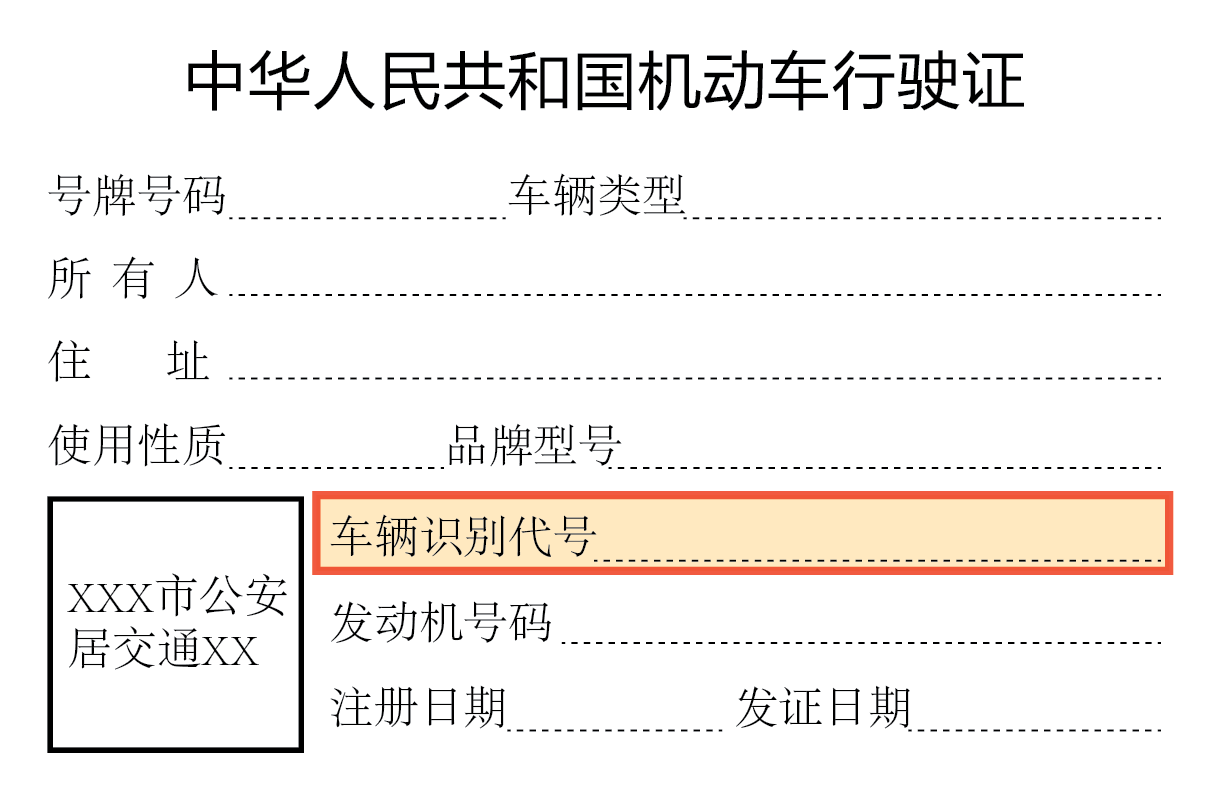 中华人民共和国机动车行驶证
号牌号码 车辆类型
所有人
住址
使用性质 品牌型号
车辆识别代号
XXX市公安
居交通XX
发动机号码
注册日期 发证日期